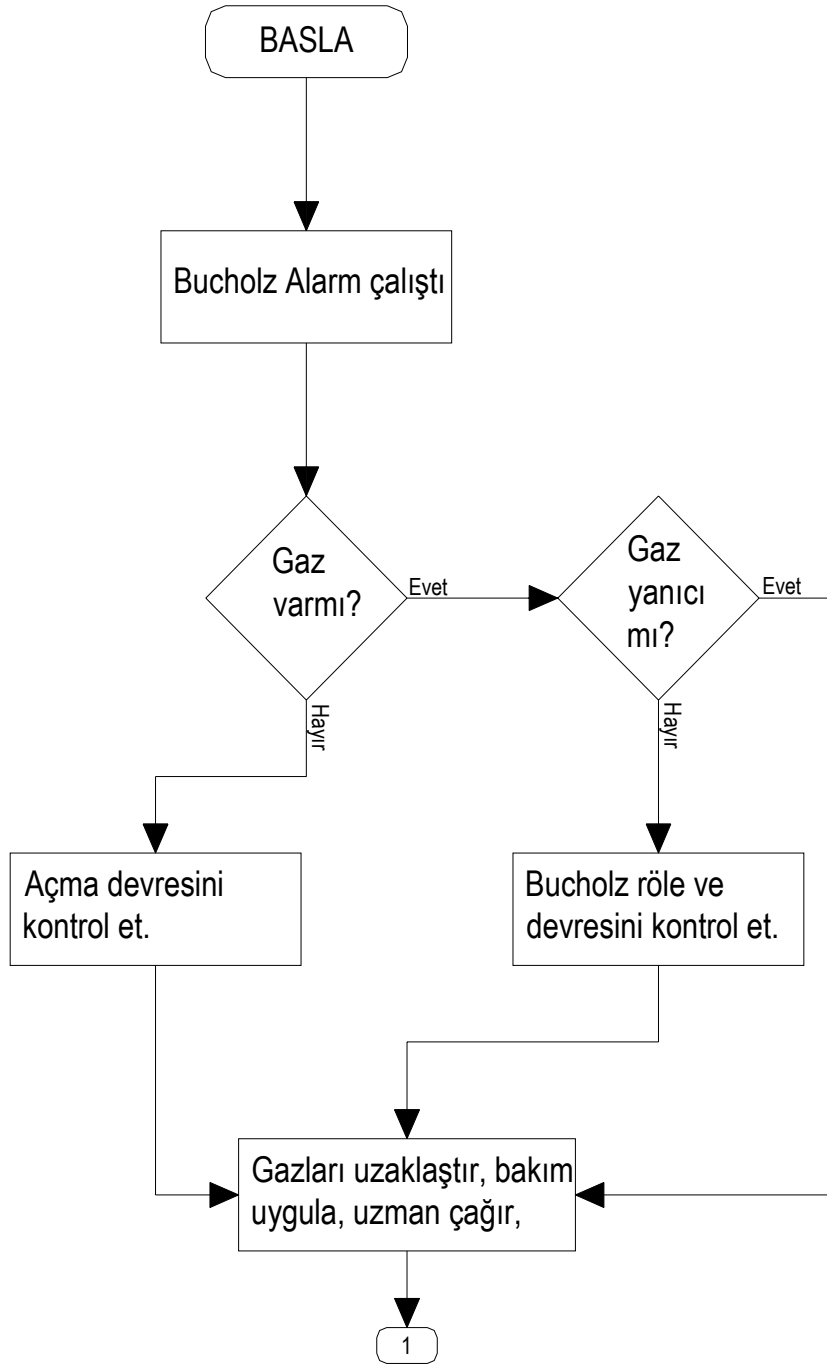 BASLA
Bucholz Alarm çalıştı
Gaz
varmı?
Evet
Gaz
yanıcı
mı?
Evet
Hayır
Hayır
Açma devresini
kontrol et.
Bucholz röle ve
devresini kontrol et.
Gazları uzaklaştır, bakım
uygula, uzman çağır,
1